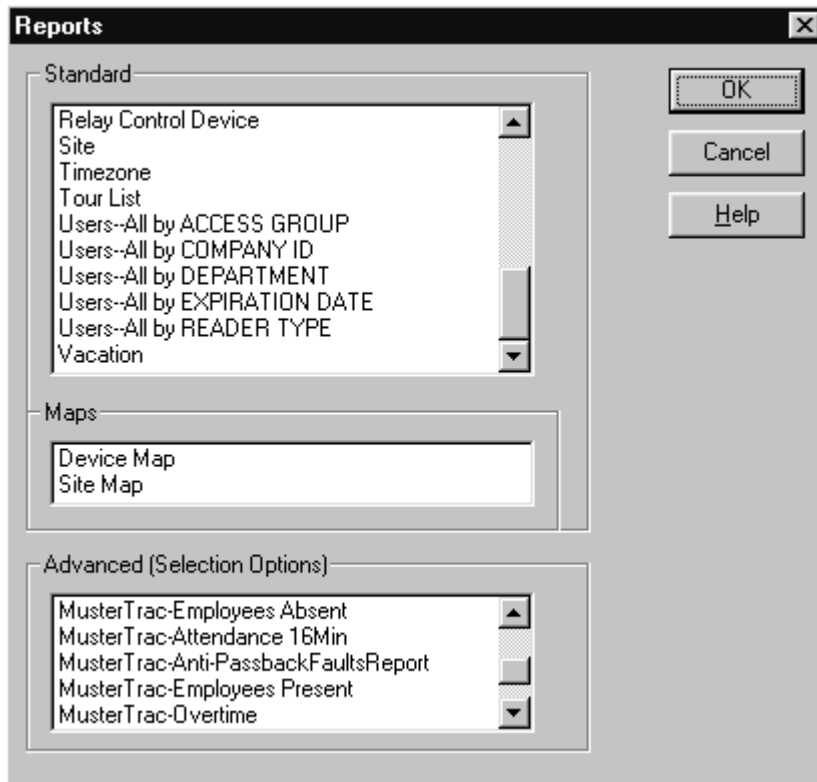 Reports
Standard
Relay Control Device
Site
Timezone
Tour List
Users--All by ACCESS GROUP
Users--All by COMPANY ID
Users--All by DEPARTMENT
Users--All by EXPIRATION DATE
Users--All by READER TYPE
Vacation
OK
Cancel
Help
Maps
Device Map
Site Map
Advanced (Selection Options)
MusterTrac-Employees Absent
MusterTrac-Attendance 16Min
MusterTrac-Anti-PassbackFaultsReport
MusterTrac-Employees Present
MusterTrac-Overtime